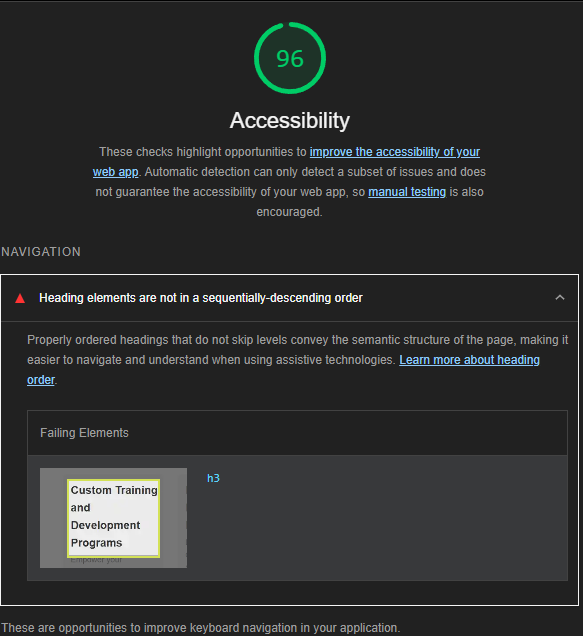 96
Accessibility
These checks highlight opportunities to improve the accessibility of your
web app. Automatic detection can only detect a subset of issues and does
not guarantee the accessibility of your web app, so manual testing is also
encouraged.
NAVIGATION
Heading elements are not in a sequentially-descending order
Properly ordered headings that do not skip levels convey the semantic structure of the page, making it
easier to navigate and understand when using assistive technologies. Learn more about heading
order.
Failing Elements
Custom Training
and
Development
Programs
Empower your
h3
These are opportunities to improve keyboard navigation in your application.